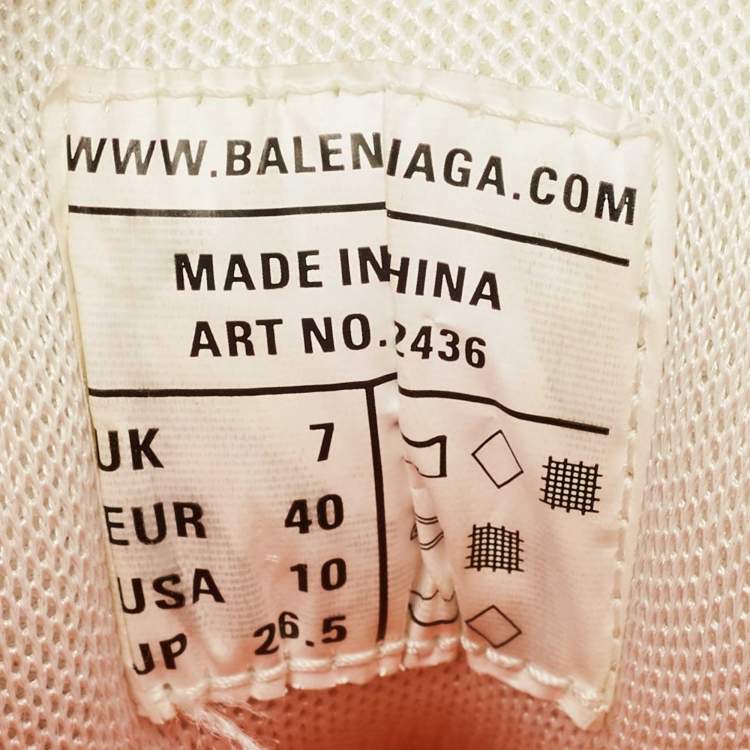 WWW.BALENIAGA.COM
MADE IN HINA
ART NO. 2436
UK 7
EUR 40
USA 10
JP 26.5